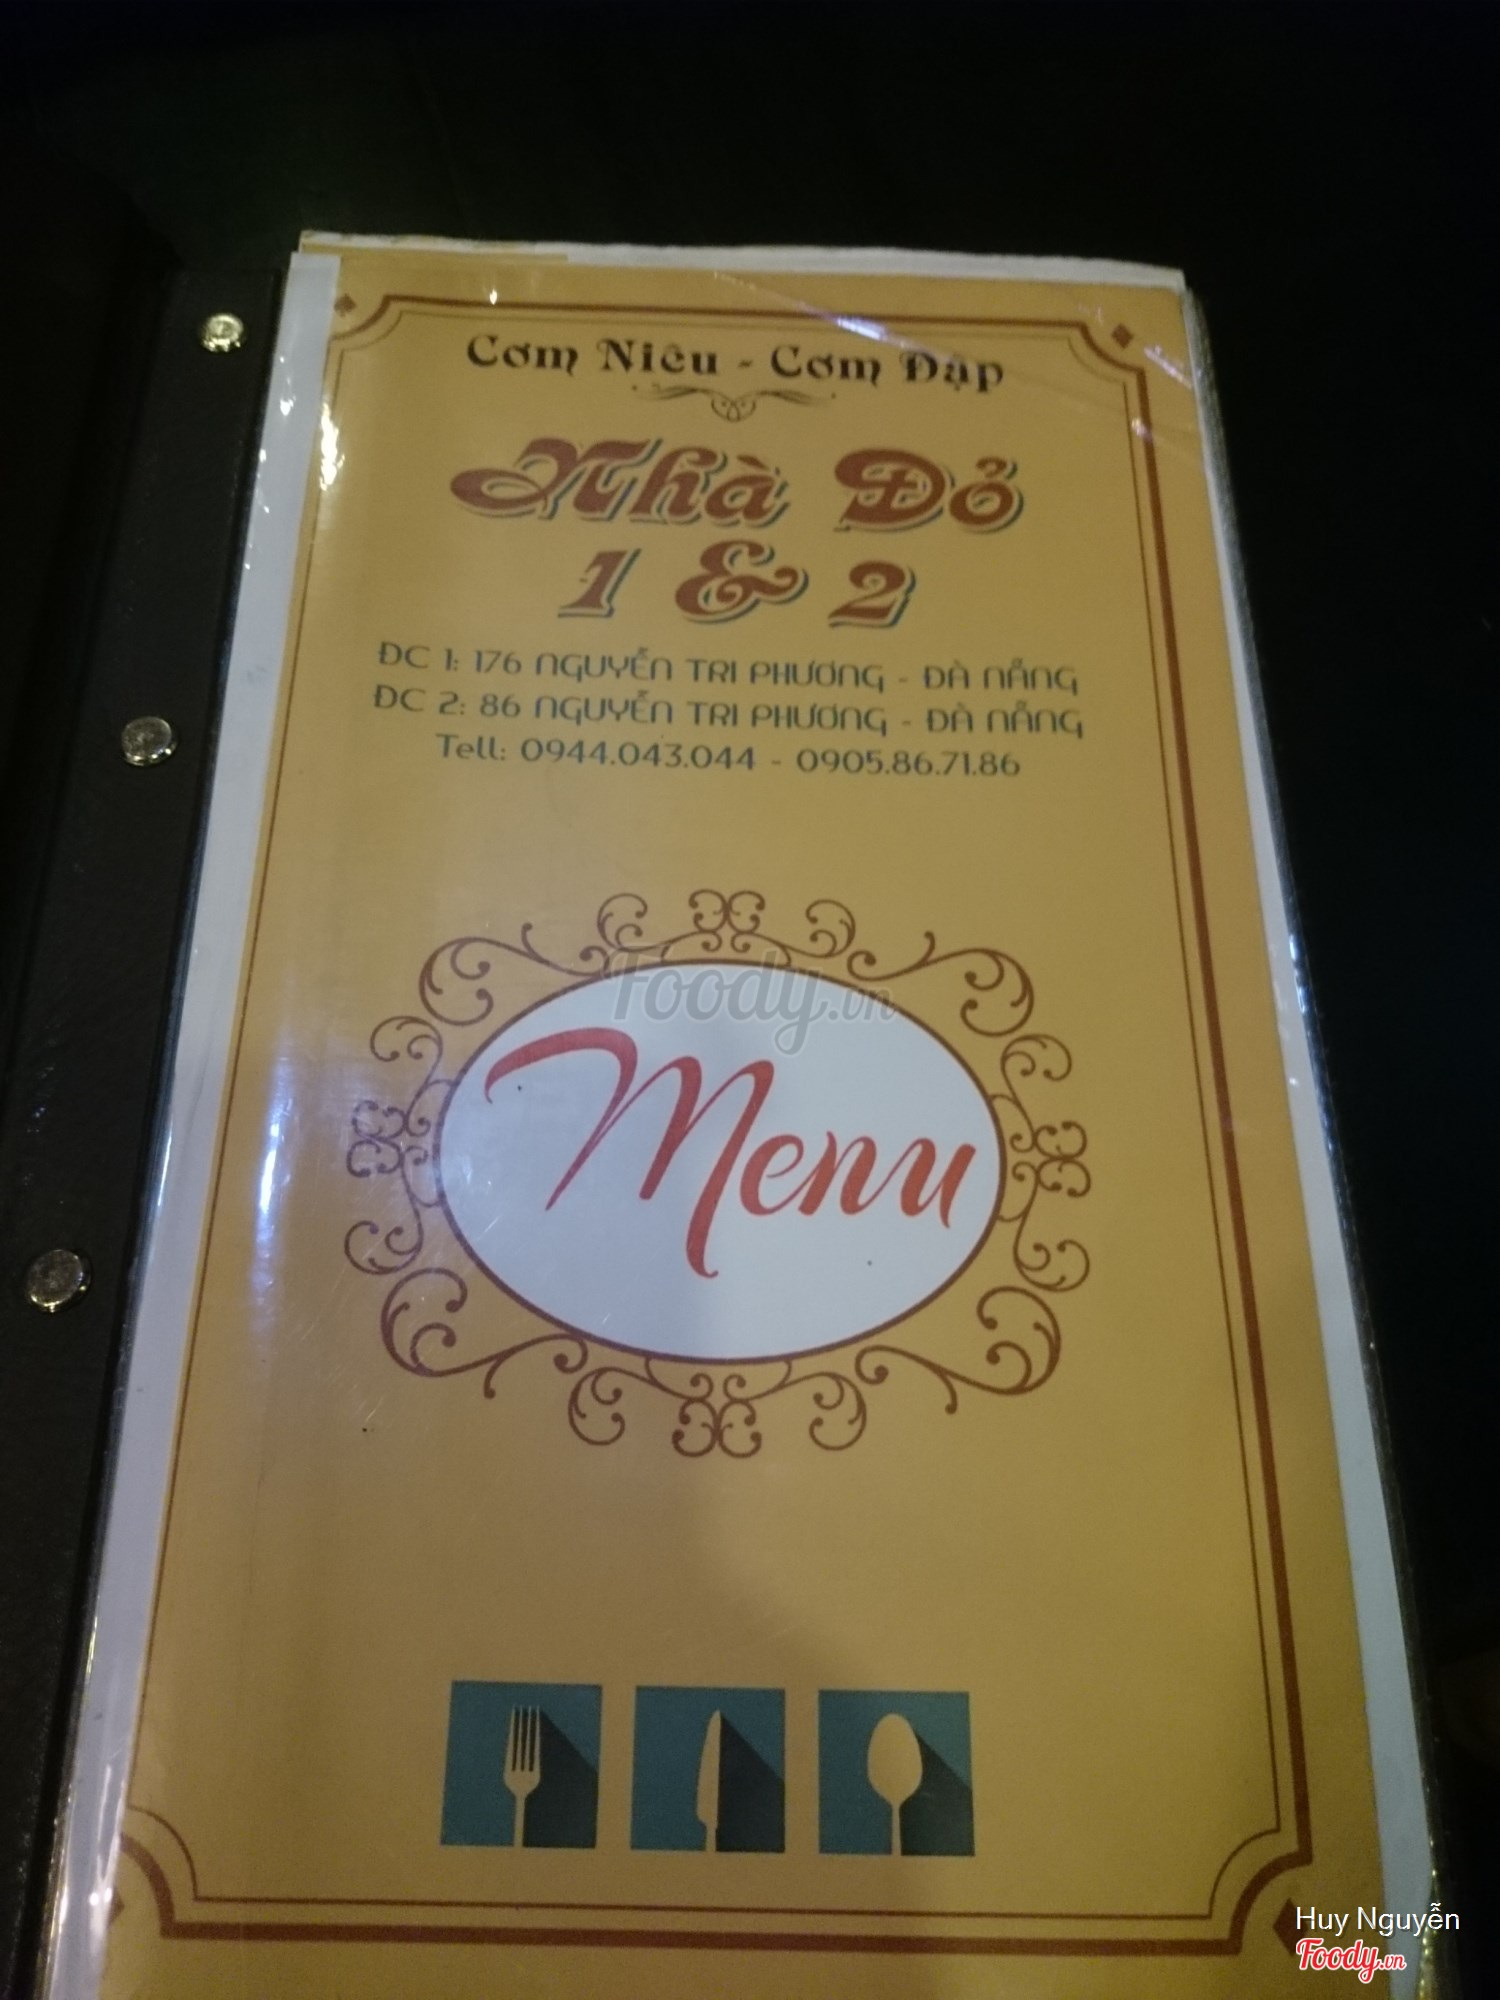 Cơm Niêu - Cơm Đập
Nhà Đỏ
1 & 2
ĐC 1: 176 NGUYỄN TRI PHƯƠNG - ĐÀ NẴNG
ĐC 2: 86 NGUYỄN TRI PHƯƠNG - ĐÀ NẴNG
Tell: 0944.043.044 - 0905.86.71.86
Foody.vn
Menu
Huy Nguyễn
Foody.vn